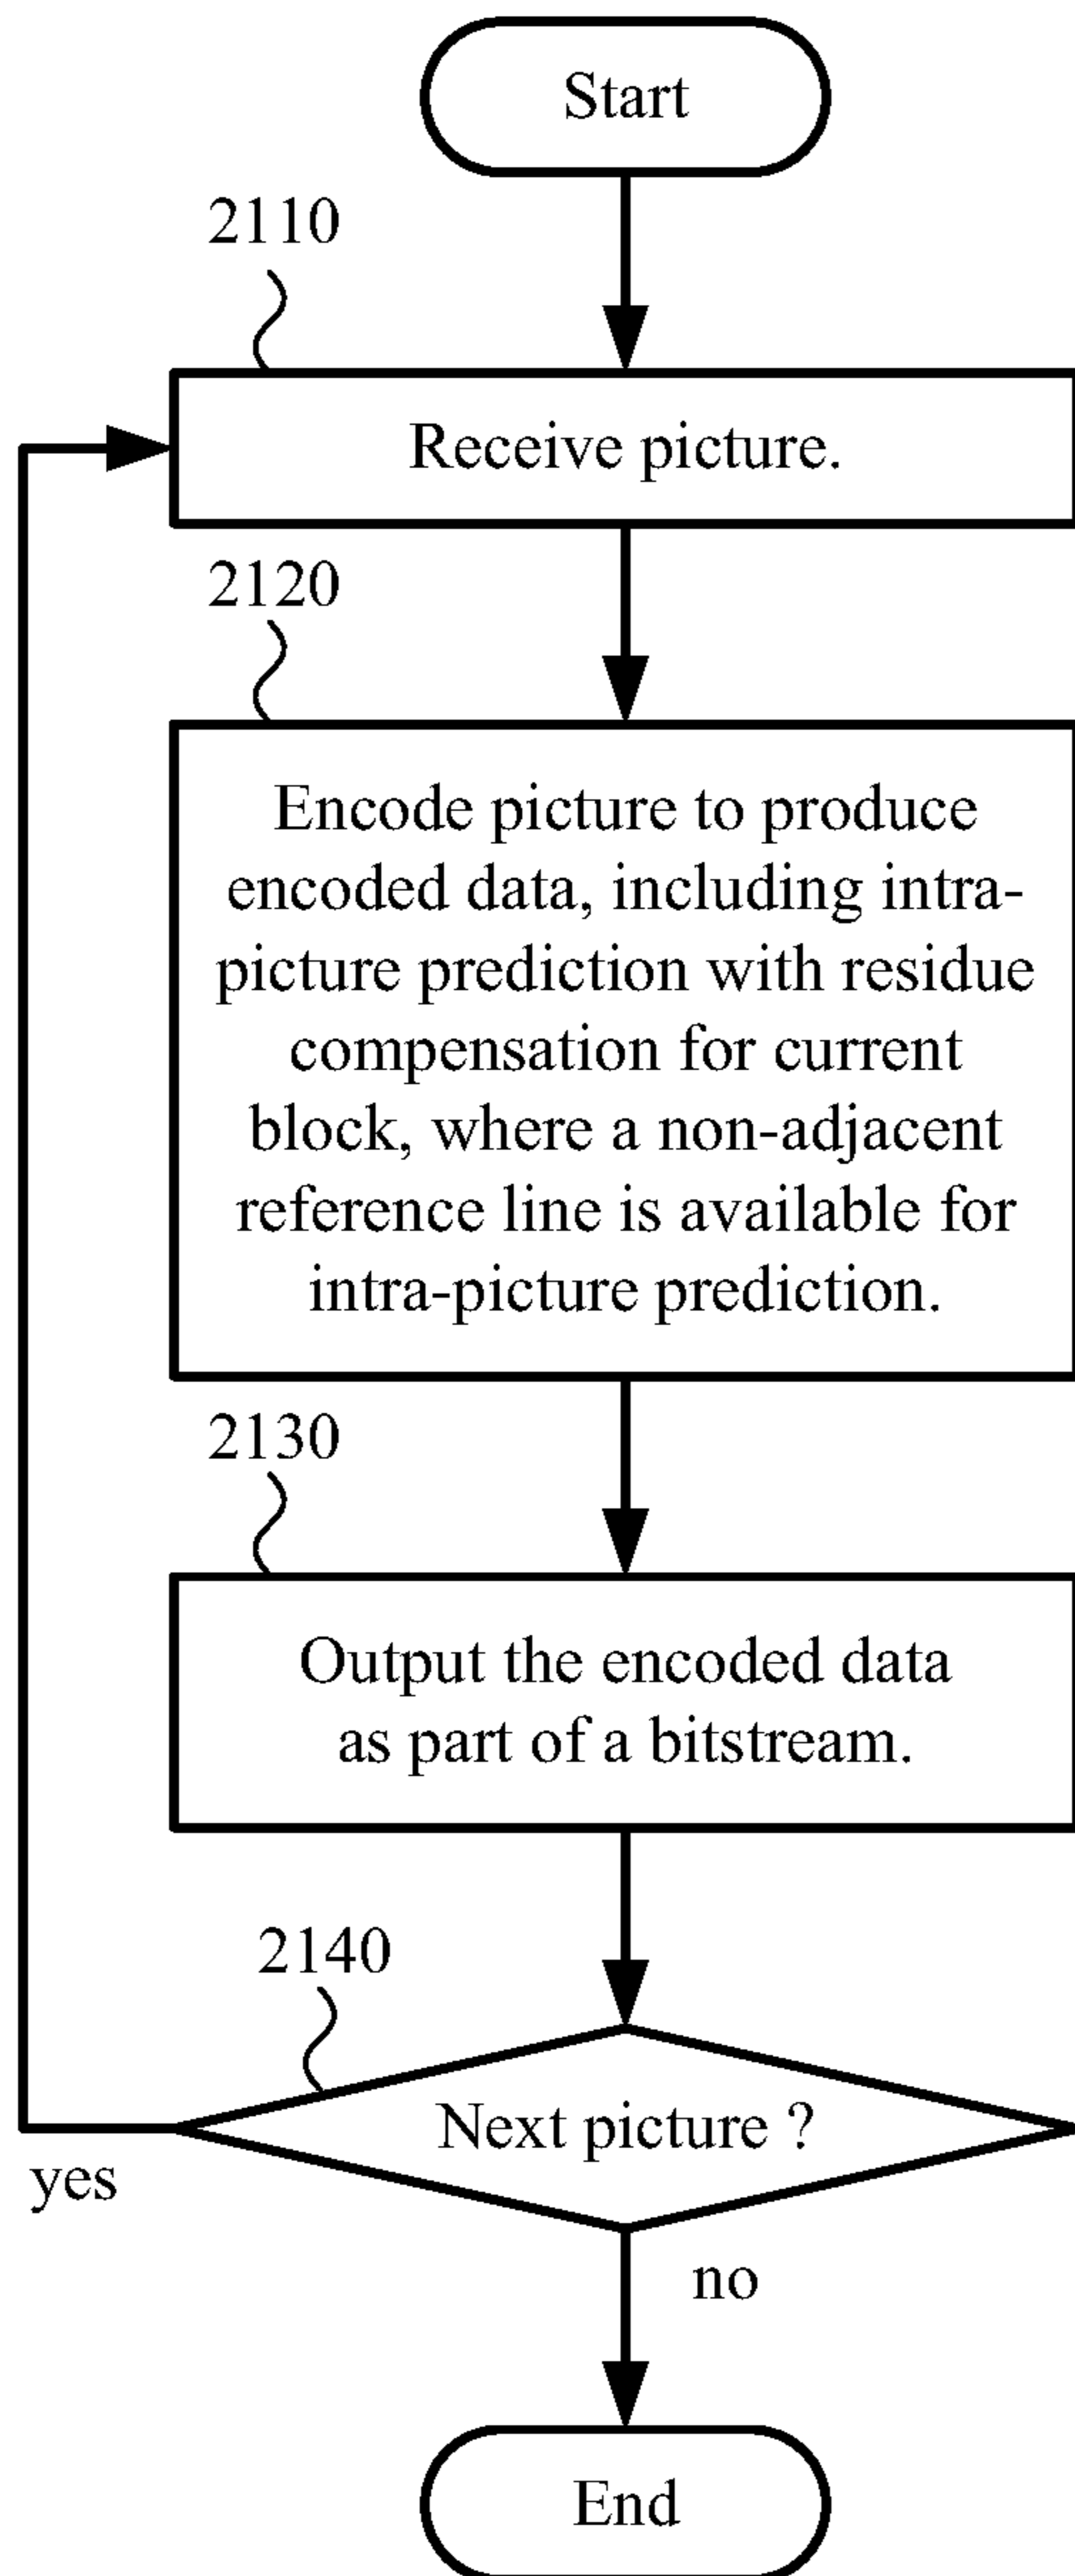 Start
2110
Receive picture.
2120
Encode picture to produce
encoded data, including intra-
picture prediction with residue
compensation for current
block, where a non-adjacent
reference line is available for
intra-picture prediction.
2130
Output the encoded data
as part of a bitstream.
2140
Next picture ?
yes
no
End